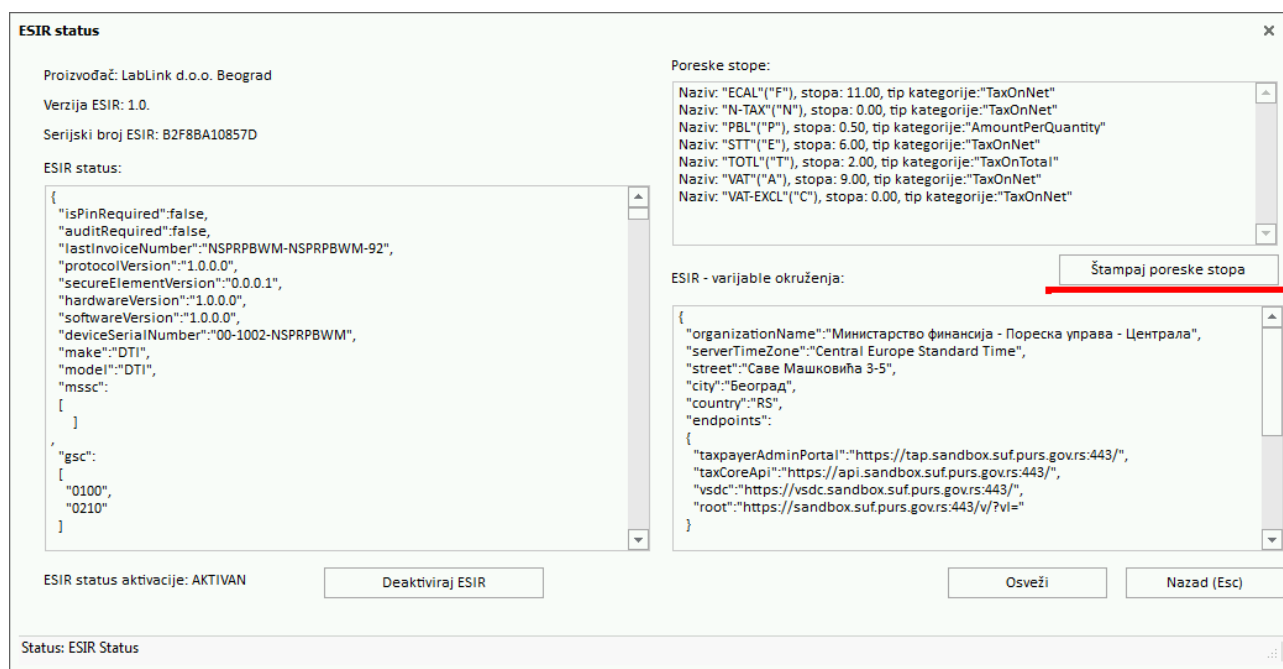 ESIR status
Proizvođač: LabLink d.o.o. Beograd
Verzija ESIR: 1.0.
Serijski broj ESIR: B2F8BA10857D
ESIR status:
{
"isPinRequired":false,
"auditRequired":false,
"lastInvoiceNumber":"NSPRPBWM-NSPRPBWM-92",
"protocolVersion":"1.0.0.0",
"secureElementVersion":"0.0.0.1",
"hardwareVersion":"1.0.0.0",
"softwareVersion":"1.0.0.0",
"deviceSerialNumber":"00-1002-NSPRPBWM",
"make":"DTI",
"model":"DTI",
"mssc":
[
]
,
"gsc":
[
"0100",
"0210"
]
ESIR status aktivacije: AKTIVAN
Deaktiviraj ESIR
Poreske stope:
Naziv: "ECAL"("F"), stopa: 11.00, tip kategorije:"TaxOnNet"
Naziv: "N-TAX"("N"), stopa: 0.00, tip kategorije:"TaxOnNet"
Naziv: "PBL"("P"), stopa: 0.50, tip kategorije:"AmountPerQuantity"
Naziv: "STT"("E"), stopa: 6.00, tip kategorije:"TaxOnNet"
Naziv: "TOTL"("T"), stopa: 2.00, tip kategorije:"TaxOnTotal"
Naziv: "VAT"("A"), stopa: 9.00, tip kategorije:"TaxOnNet"
Naziv: "VAT-EXCL"("C"), stopa: 0.00, tip kategorije:"TaxOnNet"
Štampaj poreske stopa
ESIR - varijable okruženja:
{
"organizationName":"Министарство финансија - Пореска управа - Централа",
"serverTimeZone":"Central Europe Standard Time",
"street":"Саве Машковића 3-5",
"city":"Београд",
"country":"RS",
"endpoints":
{
"taxpayerAdminPortal":"https://tap.sandbox.suf.purs.gov.rs:443/",
"taxCoreApi":"https://api.sandbox.suf.purs.gov.rs:443/",
"vsdc":"https://vsdc.sandbox.suf.purs.gov.rs:443/",
"root":"https://sandbox.suf.purs.gov.rs:443/v/?vl="
}
Osveži
Nazad (Esc)
Status: ESIR Status